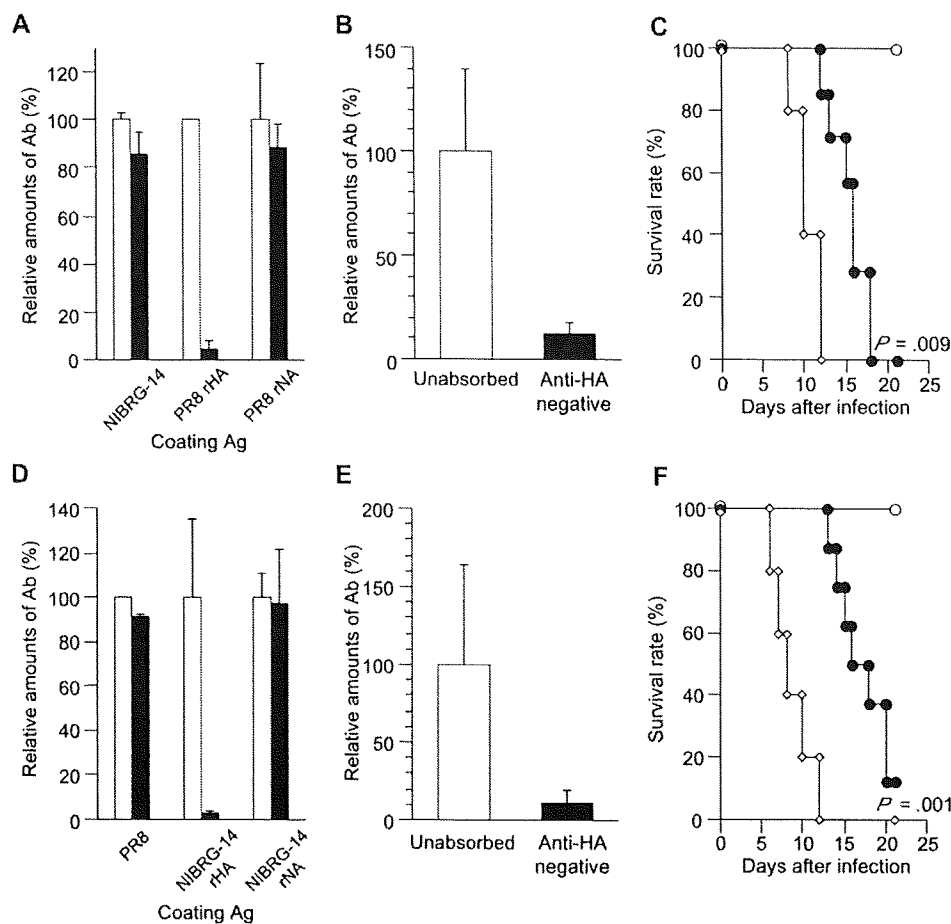 A
Relative amounts of Ab (%)
120
100
80
60
40
20
0
NIBRG-14
PR8 rHA
PR8 rNA
Coating Ag
B
Relative amounts of Ab (%)
150
100
50
0
Unabsorbed
Anti-HA
negative
C
Survival rate (%)
100
80
60
40
20
0
P = .009
0 5 10 15 20
Days after infection
D
Relative amounts of Ab (%)
140
120
100
80
60
40
20
0
PR8
NIBRG-14
rHA
NIBRG-14
rNA
Coating Ag
E
Relative amounts of Ab (%)
200
150
100
50
0
Unabsorbed
Anti-HA
negative
F
Survival rate (%)
100
80
60
40
20
0
P = .001
0 5 10 15 20
Days after infection